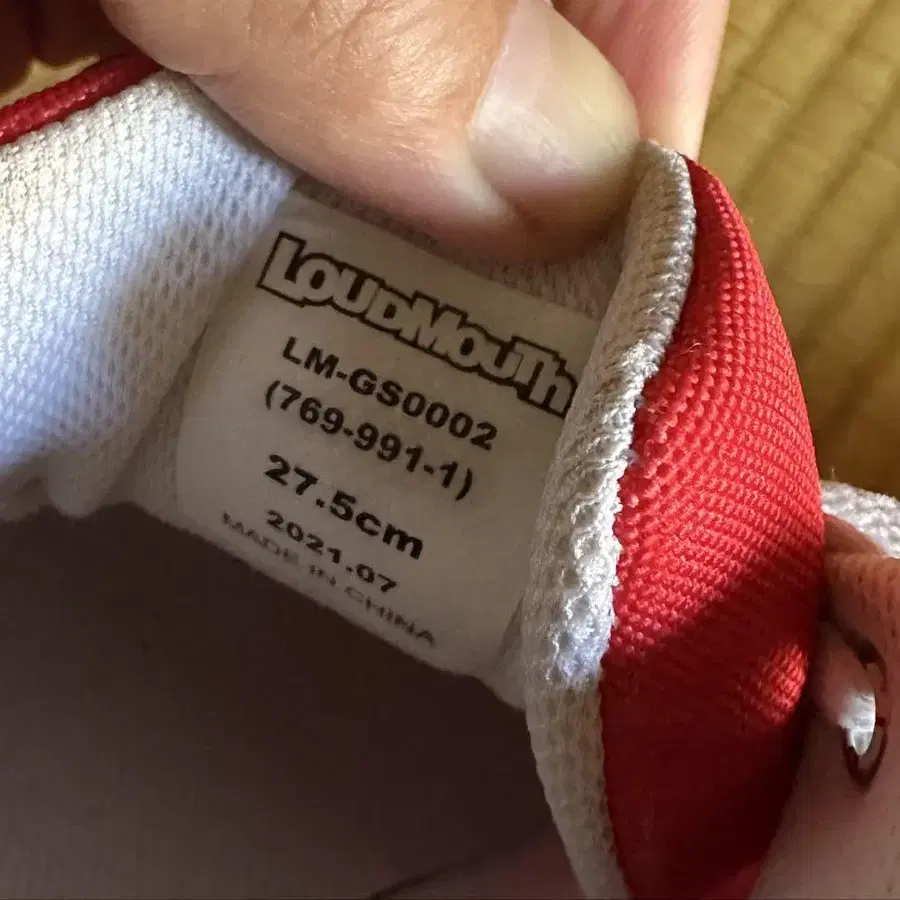 LOUDMOUTH
LM-GS0002
(769-991-1)
27.5cm
2021.07
MADE IN CHINA